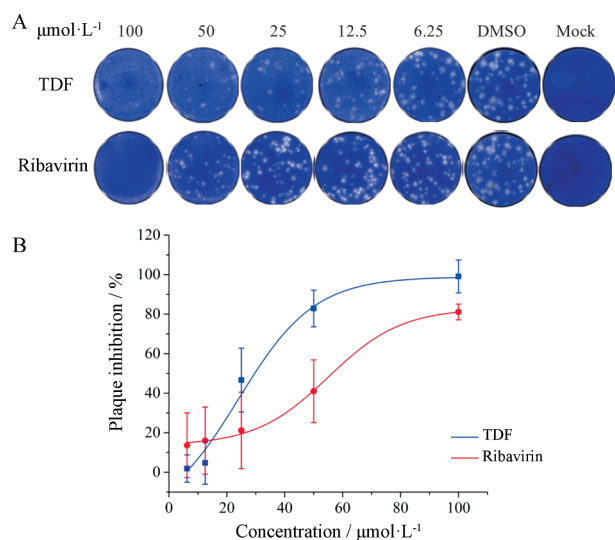 A
μmol·L⁻¹ 100 50 25 12.5 6.25 DMSO Mock
TDF
Ribavirin
B
120
100
80
60
40
20
0
Plaque inhibition / %
0 20 40 60 80 100
Concentration / μmol·L⁻¹
TDF
Ribavirin